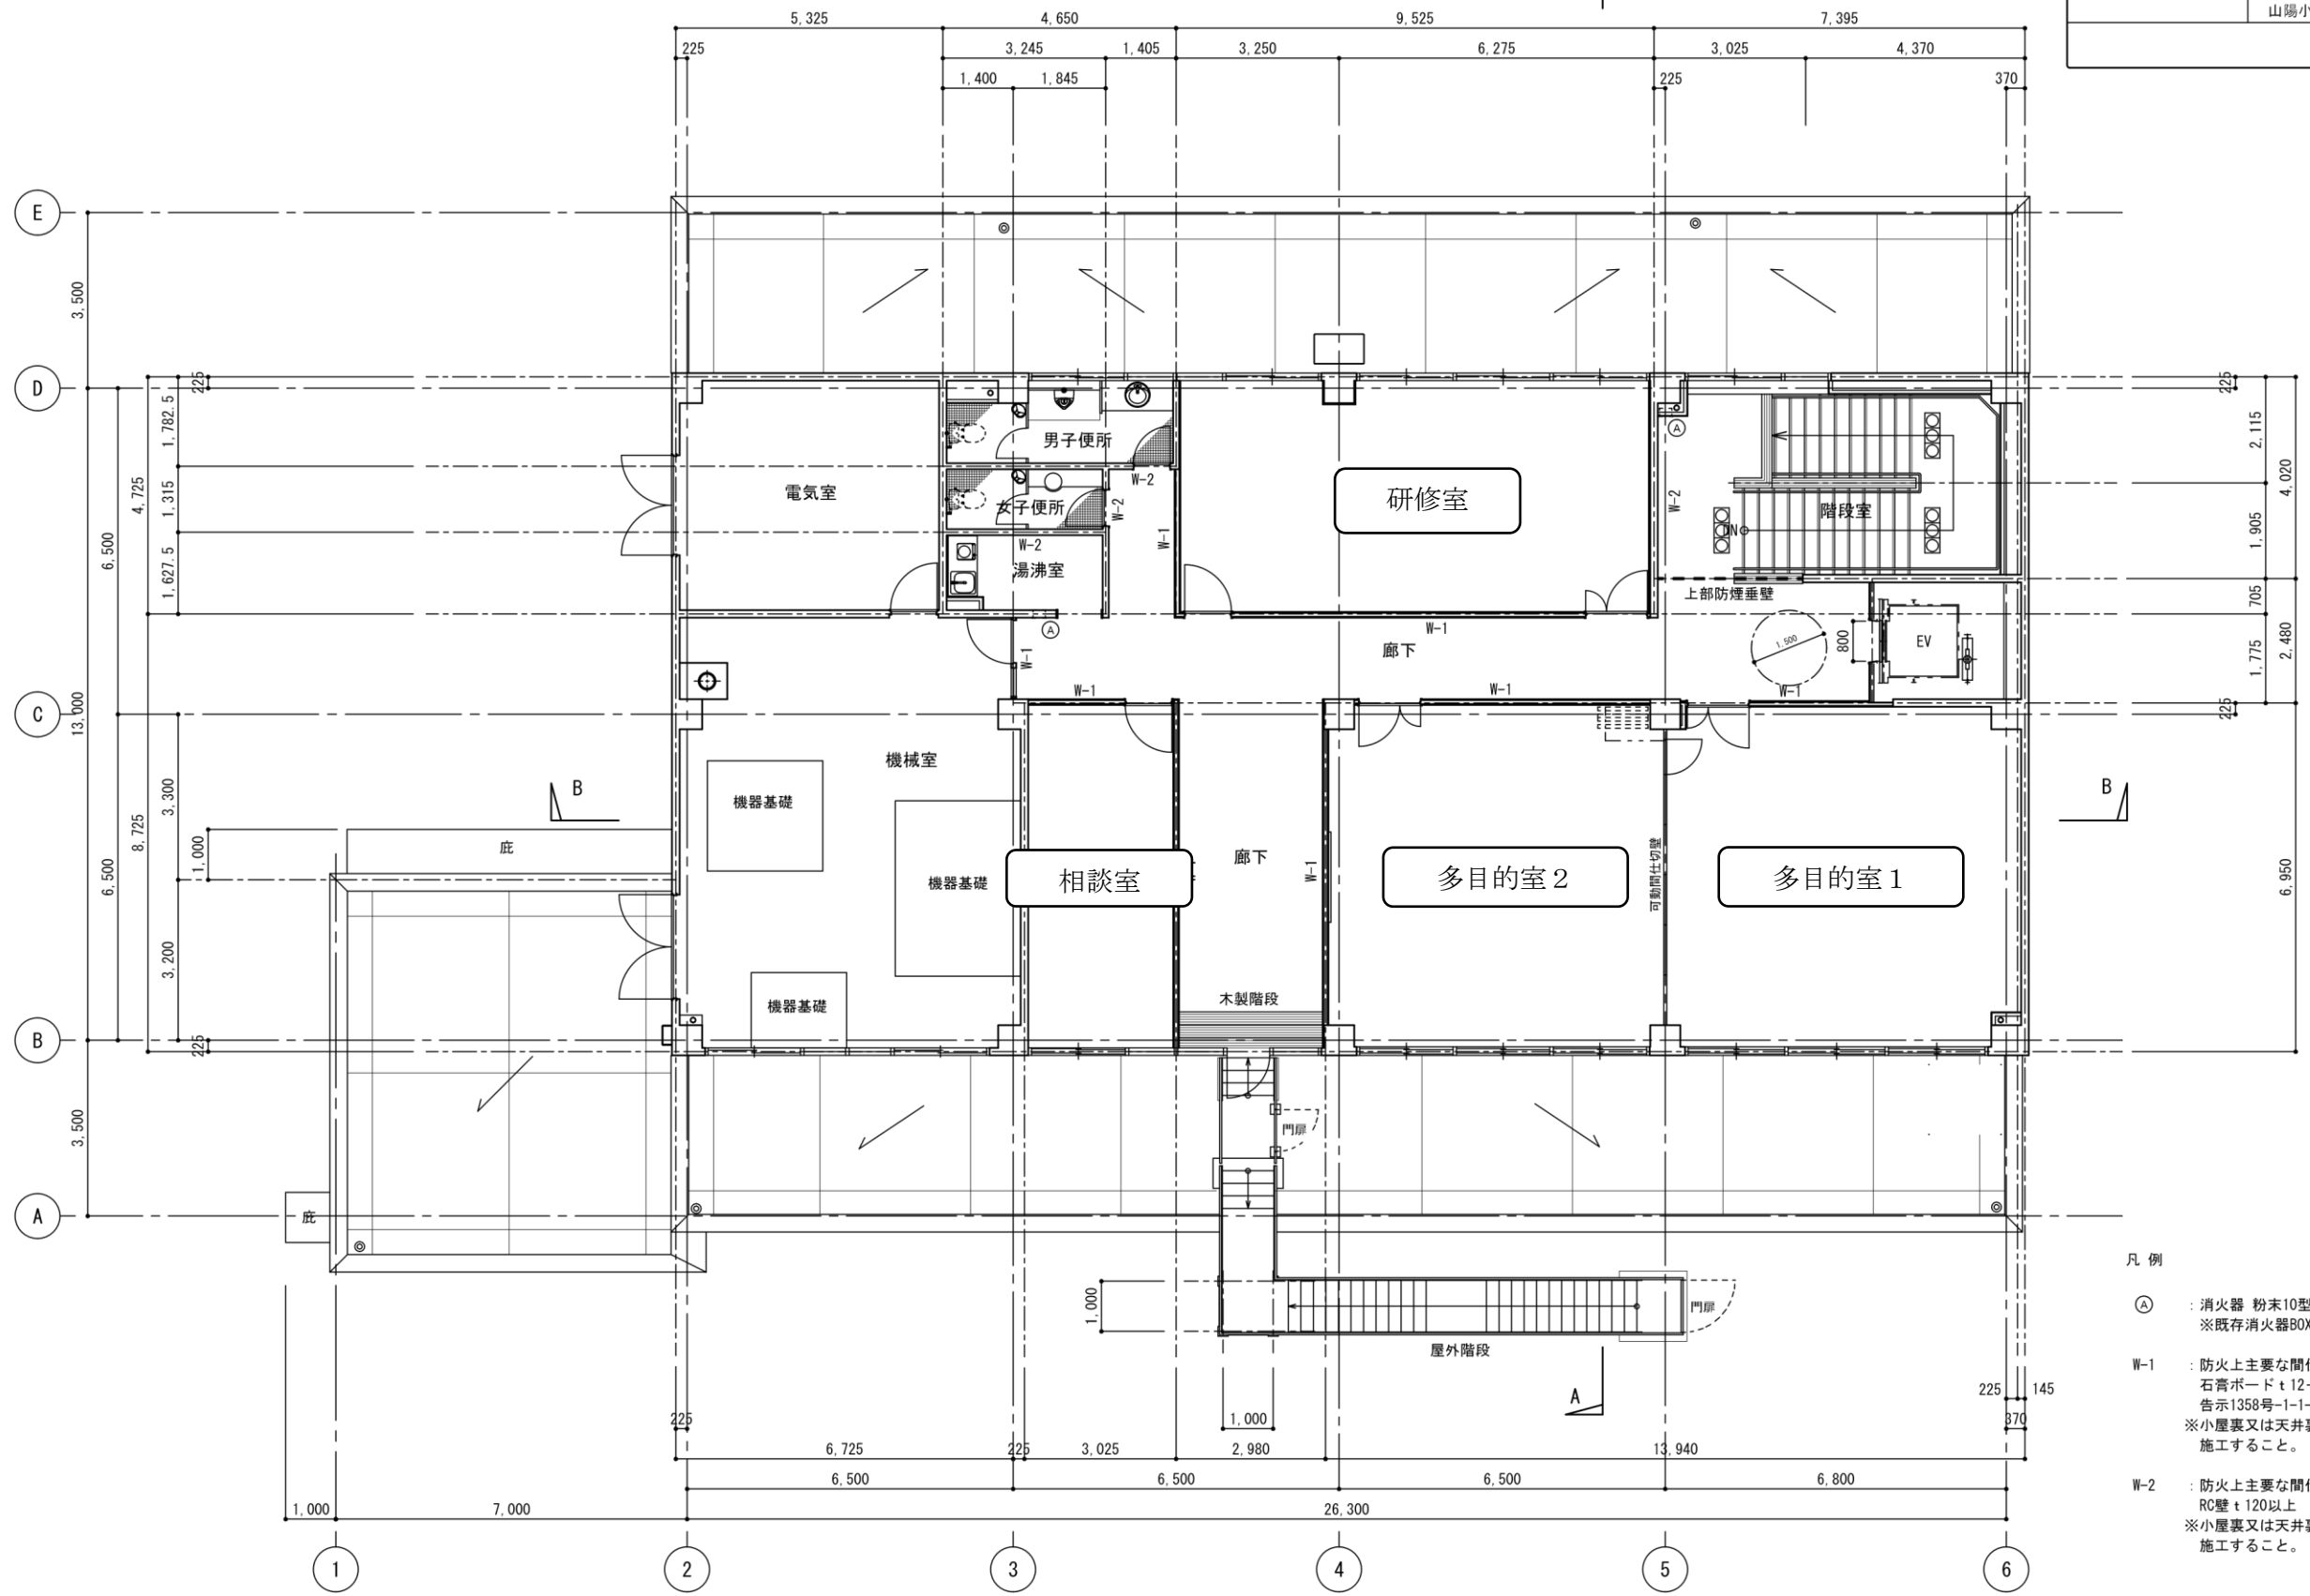 山陽小
5,325 4,650 9,525 7,395
225 3,245 1,405 3,250 6,275 3,025 4,370
1,400 1,845 225 370
E
3,500
D
225 225
1,782.5
1,315
1,627.5
4,725
6,500
13,000
2,115
4,020
1,905
705
1,775
2,480
225
6,950
男子便所
W-2
電気室
女子便所
W-2
W-1
W-2
湯沸室
研修室
W-2
階段室
DN
A
上部防煙垂壁
A
W-1
W-1
廊下
1,500
800
EV
C
W-1
W-1
W-1
機械室
機器基礎
機器基礎
機器基礎
相談室
廊下
W-1
多目的室2
可動間仕切壁
多目的室1
B
B
3,300
8,725
1,000
6,500
3,200
庇
木製階段
B
225
3,500
門扉
A
庇
1,000
門扉
屋外階段
A
凡 例
A :消火器 粉末10型
※既存消火器BOX
W-1 :防火上主要な間仕
石膏ボードt12-
告示1358号-1-1-
※小屋裏又は天井裏
施工すること。
W-2 :防火上主要な間仕
RC壁t120以上
※小屋裏又は天井裏
施工すること。
225 145
225 1,000 370
6,725 225 3,025 2,980 13,940
6,500 6,500 6,500 6,800
1,000 7,000 26,300
1 2 3 4 5 6